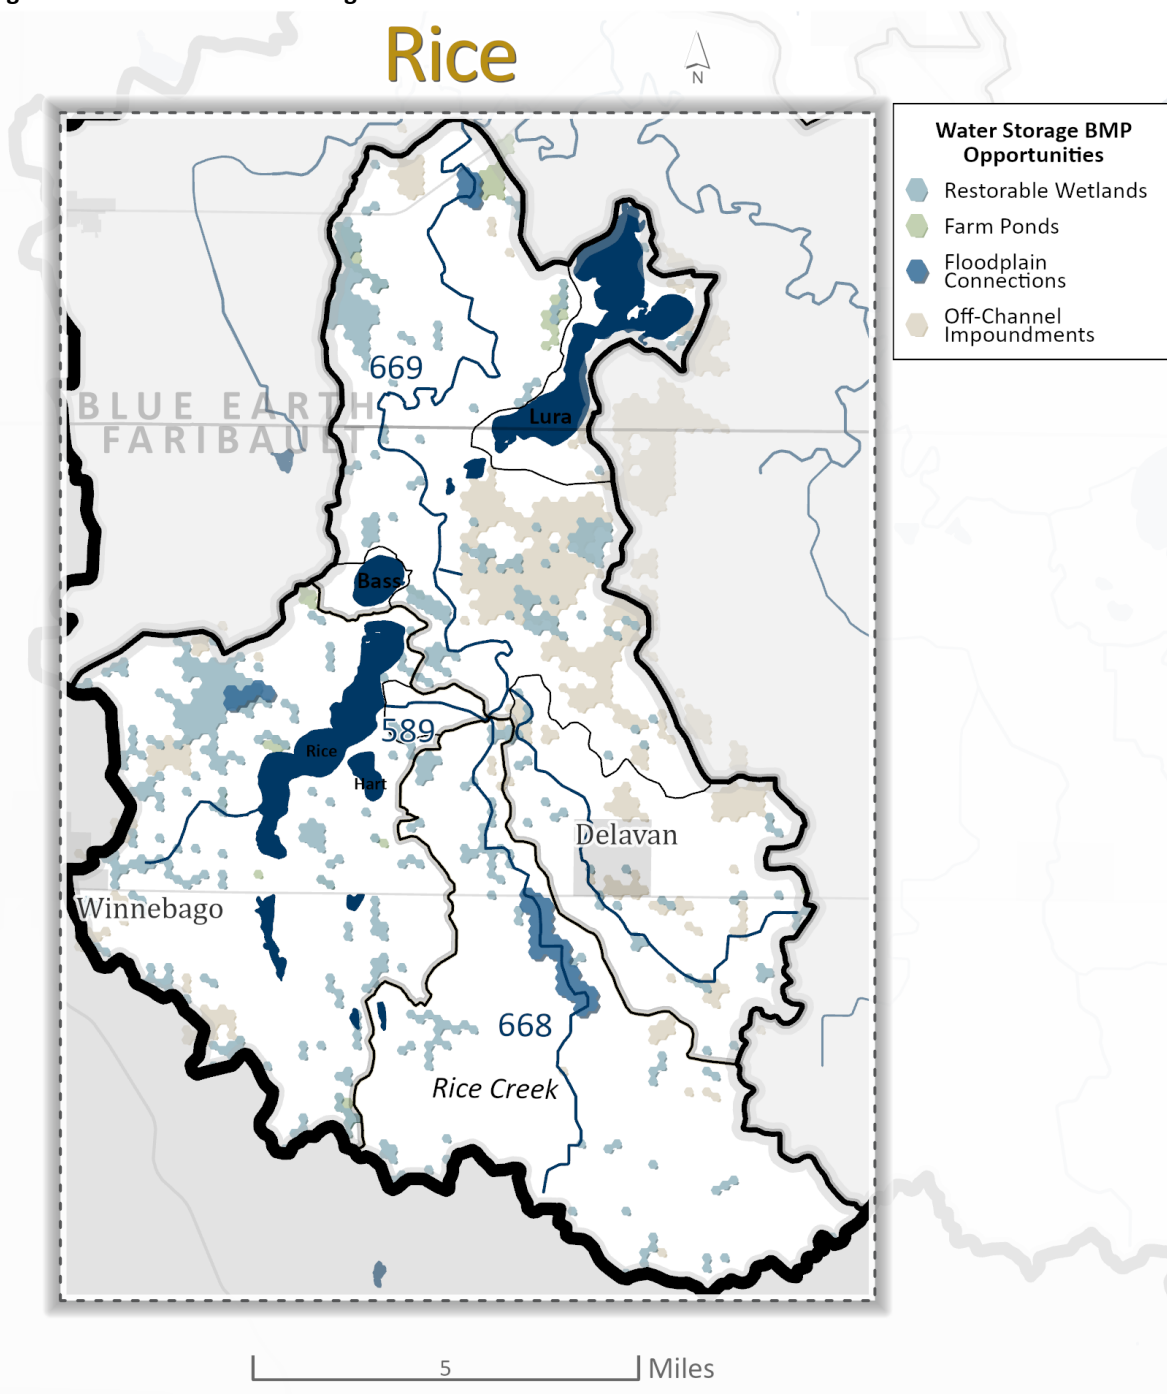 Rice
N
Water Storage BMP
Opportunities
Restorable Wetlands
Farm Ponds
Floodplain
Connections
Off-Channel
Impoundments
669
BLUE EARTH
FARIBAULT
Lura
Bass
589
Rice
Hart
Delavan
Winnebago
668
Rice Creek
5 Miles